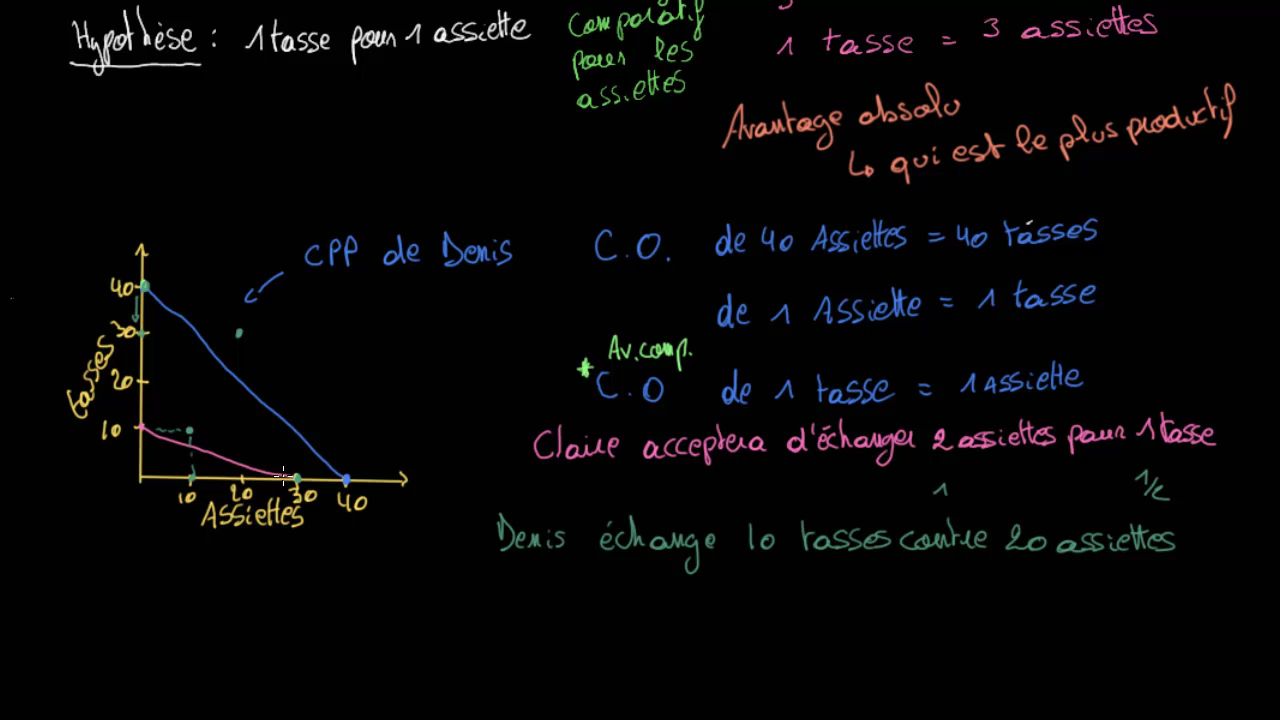 Hypothèse : 1 tasse pour 1 assiette
Comparatif
pour les
assiettes
1 tasse = 3 assiettes
Avantage absolu
↳ qui est le plus productif
CPP de Denis
C.O. de 40 Assiettes = 40 tasses
de 1 Assiette = 1 tasse
* Av. comp.
C.O de 1 tasse = 1 Assiette
Claire acceptera d'échanger 2 assiettes pour 1 tasse
1 1/2
Denis échange 10 tasses contre 20 assiettes
tasses
40
30
20
10
10 20 30 40
Assiettes